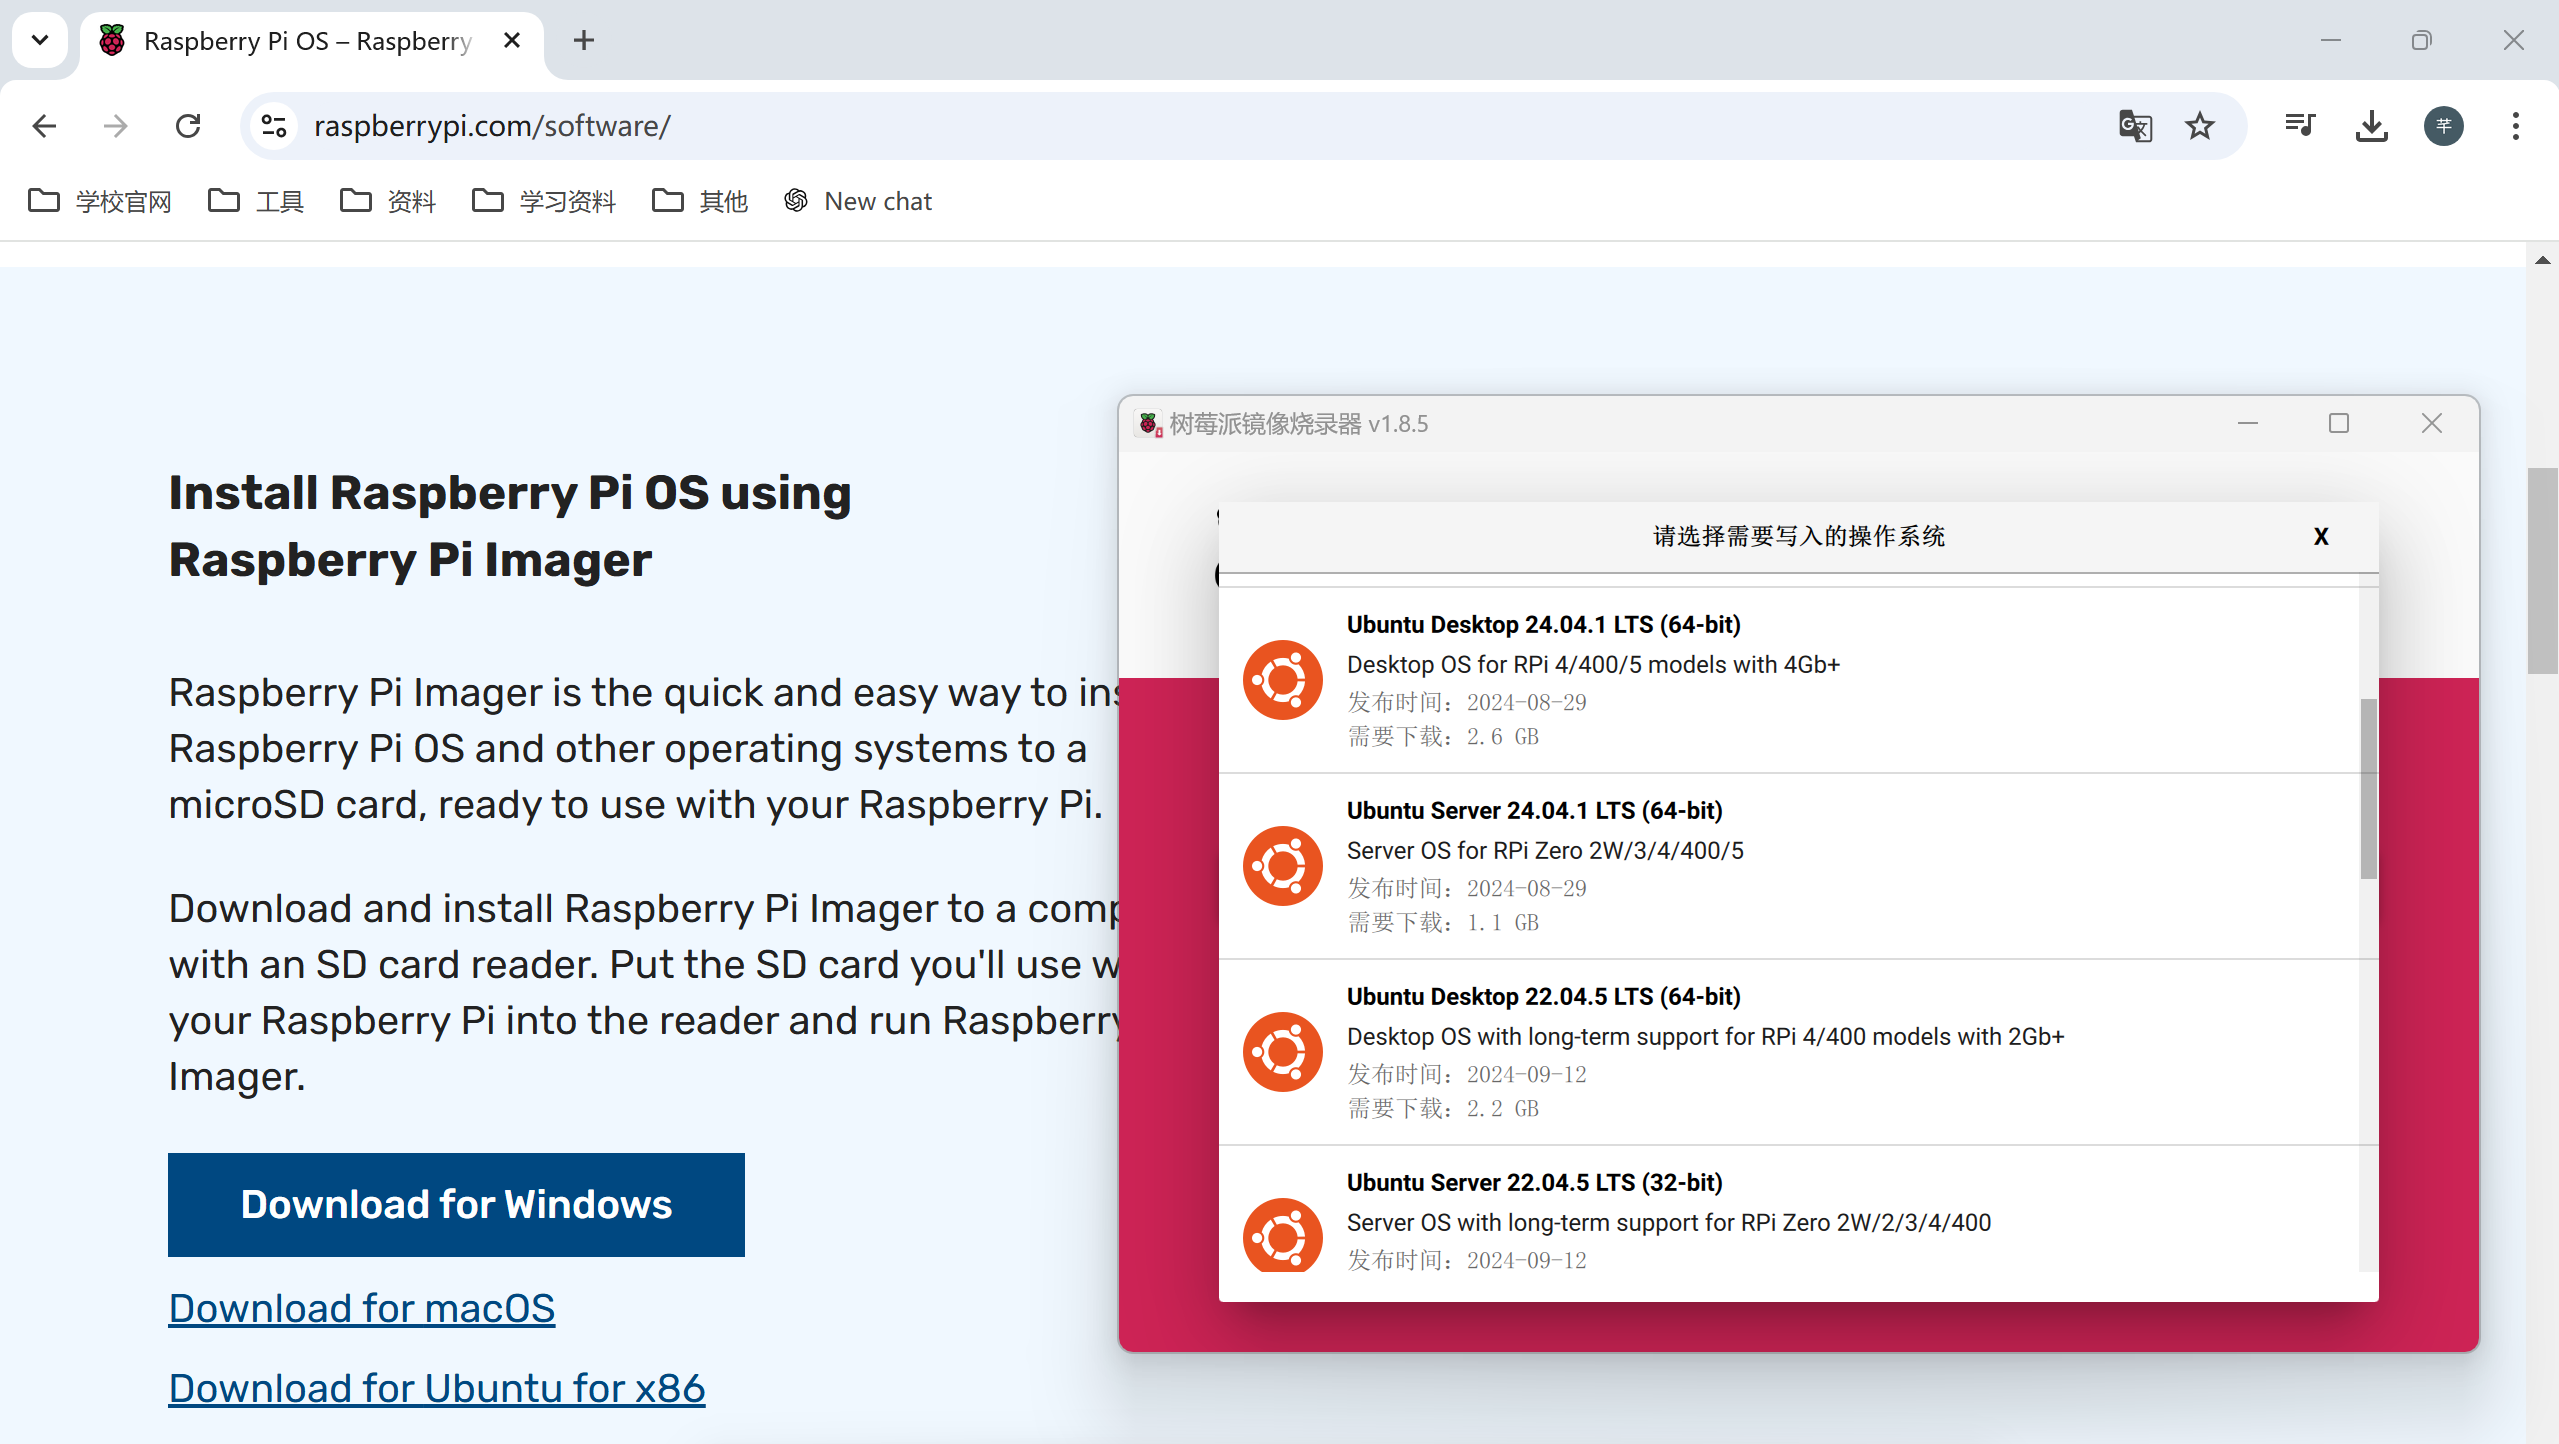 Raspberry Pi OS – Raspberry
raspberrypi.com/software/
芊
学校官网
工具
资料
学习资料
其他
New chat
Install Raspberry Pi OS using
Raspberry Pi Imager
Raspberry Pi Imager is the quick and easy way to ins
Raspberry Pi OS and other operating systems to a
microSD card, ready to use with your Raspberry Pi.
Download and install Raspberry Pi Imager to a comp
with an SD card reader. Put the SD card you'll use w
your Raspberry Pi into the reader and run Raspberry
Imager.
Download for Windows
Download for macOS
Download for Ubuntu for x86
树莓派镜像烧录器 v1.8.5
请选择需要写入的操作系统
X
Ubuntu Desktop 24.04.1 LTS (64-bit)
Desktop OS for RPi 4/400/5 models with 4Gb+
发布时间：2024-08-29
需要下载：2.6 GB
Ubuntu Server 24.04.1 LTS (64-bit)
Server OS for RPi Zero 2W/3/4/400/5
发布时间：2024-08-29
需要下载：1.1 GB
Ubuntu Desktop 22.04.5 LTS (64-bit)
Desktop OS with long-term support for RPi 4/400 models with 2Gb+
发布时间：2024-09-12
需要下载：2.2 GB
Ubuntu Server 22.04.5 LTS (32-bit)
Server OS with long-term support for RPi Zero 2W/2/3/4/400
发布时间：2024-09-12